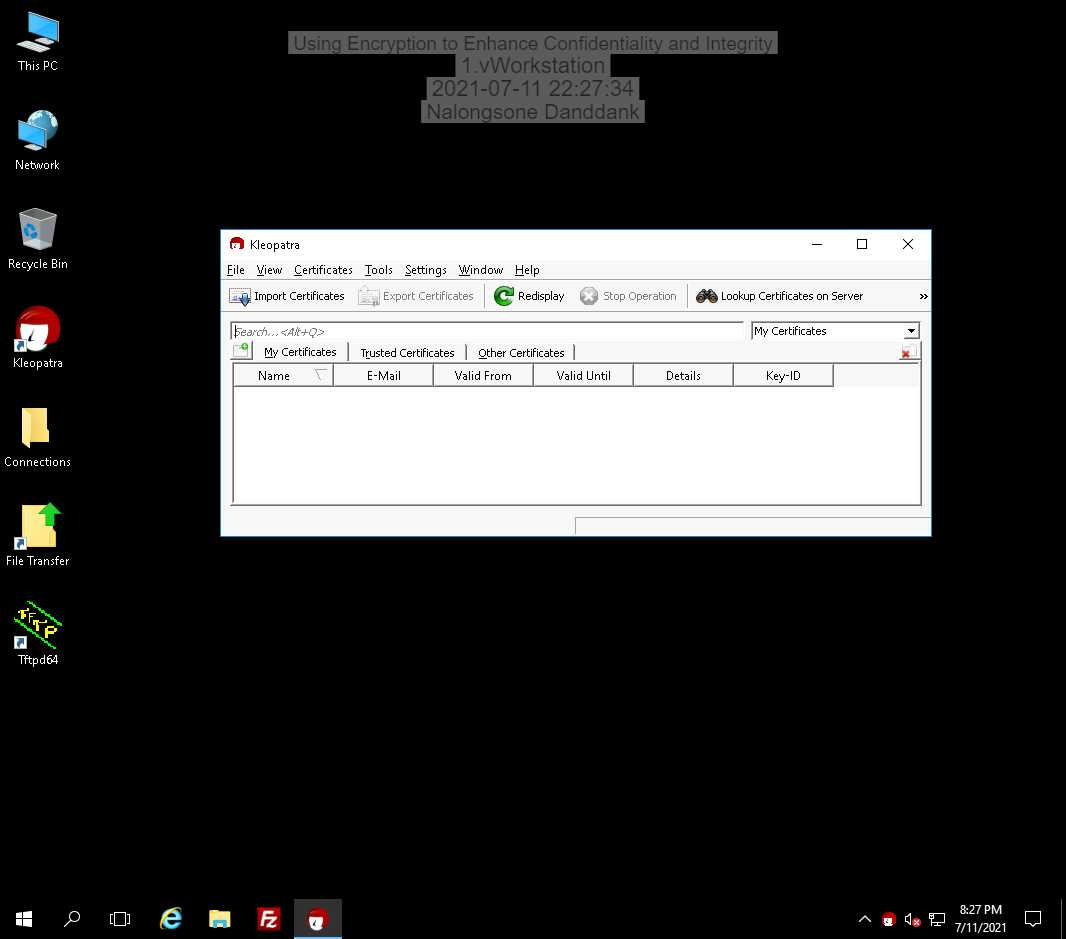 Using Encryption to Enhance Confidentiality and Integrity
1.vWorkstation
2021-07-11 22:27:34
Nalongsone Danddank
This PC
Network
Recycle Bin
Kleopatra
Connections
File Transfer
TFTP
Tftpd64
Kleopatra
File View Certificates Tools Settings Window Help
Import Certificates Export Certificates Redisplay Stop Operation Lookup Certificates on Server »
Search...<Alt+Q> My Certificates
My Certificates Trusted Certificates Other Certificates
Name E-Mail Valid From Valid Until Details Key-ID
FZ
8:27 PM
7/11/2021